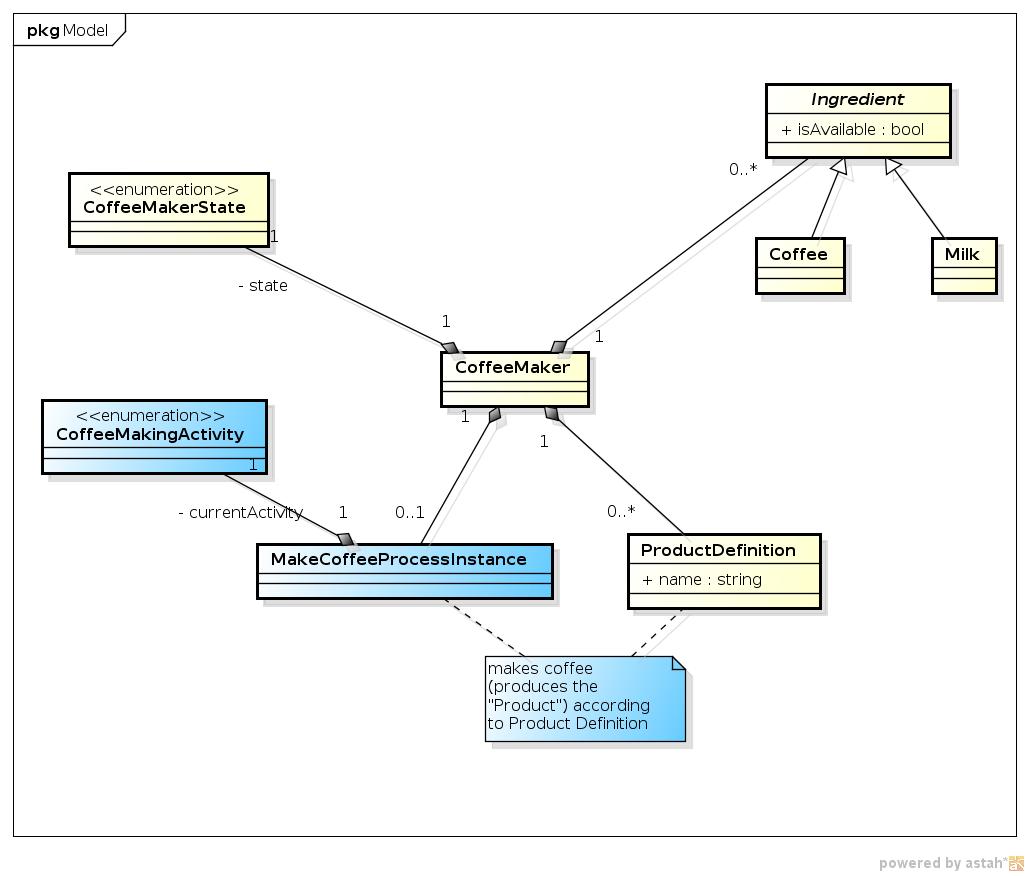 pkg Model
Ingredient
+ isAvailable : bool
0..*
<<enumeration>>
CoffeeMakerState
1
- state
Coffee
Milk
1
1
CoffeeMaker
<<enumeration>>
CoffeeMakingActivity
1
1
1
- currentActivity
1
0..1
0..*
MakeCoffeeProcessInstance
ProductDefinition
+ name : string
makes coffee
(produces the
"Product") according
to Product Definition
powered by astah*